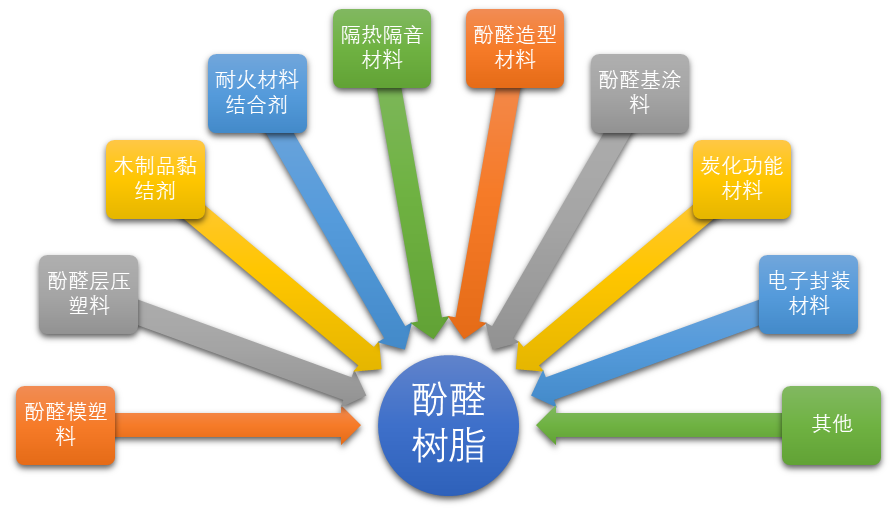 隔热隔音
材料
酚醛造型
材料
耐火材料
结合剂
酚醛基涂
料
木制品黏
结剂
炭化功能
材料
酚醛层压
塑料
电子封装
材料
酚醛模塑
料
酚醛
树脂
其他